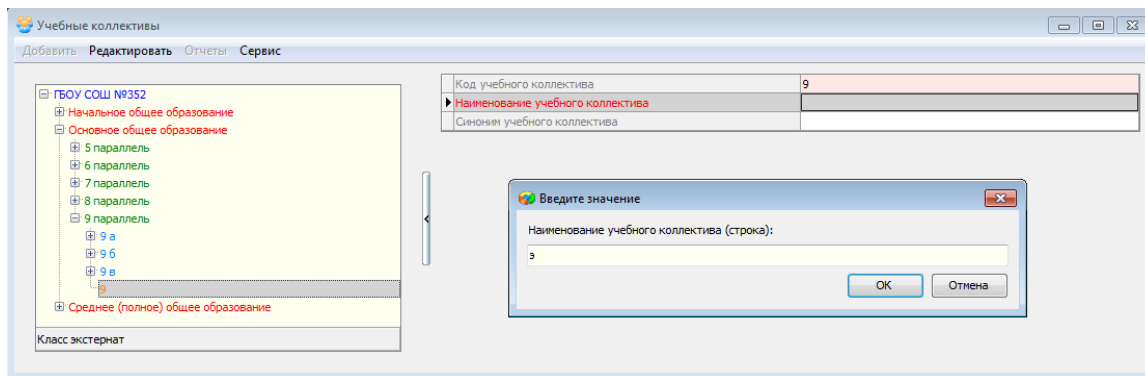 Учебные коллективы
Добавить Редактировать Отчеты Сервис
ГБОУ СОШ №352
Начальное общее образование
Основное общее образование
5 параллель
6 параллель
7 параллель
8 параллель
9 параллель
9 а
9 б
9 в
9
Среднее (полное) общее образование
Класс экстернат
Код учебного коллектива 9
Наименование учебного коллектива
Синоним учебного коллектива
Введите значение
Наименование учебного коллектива (строка):
э
ОК Отмена